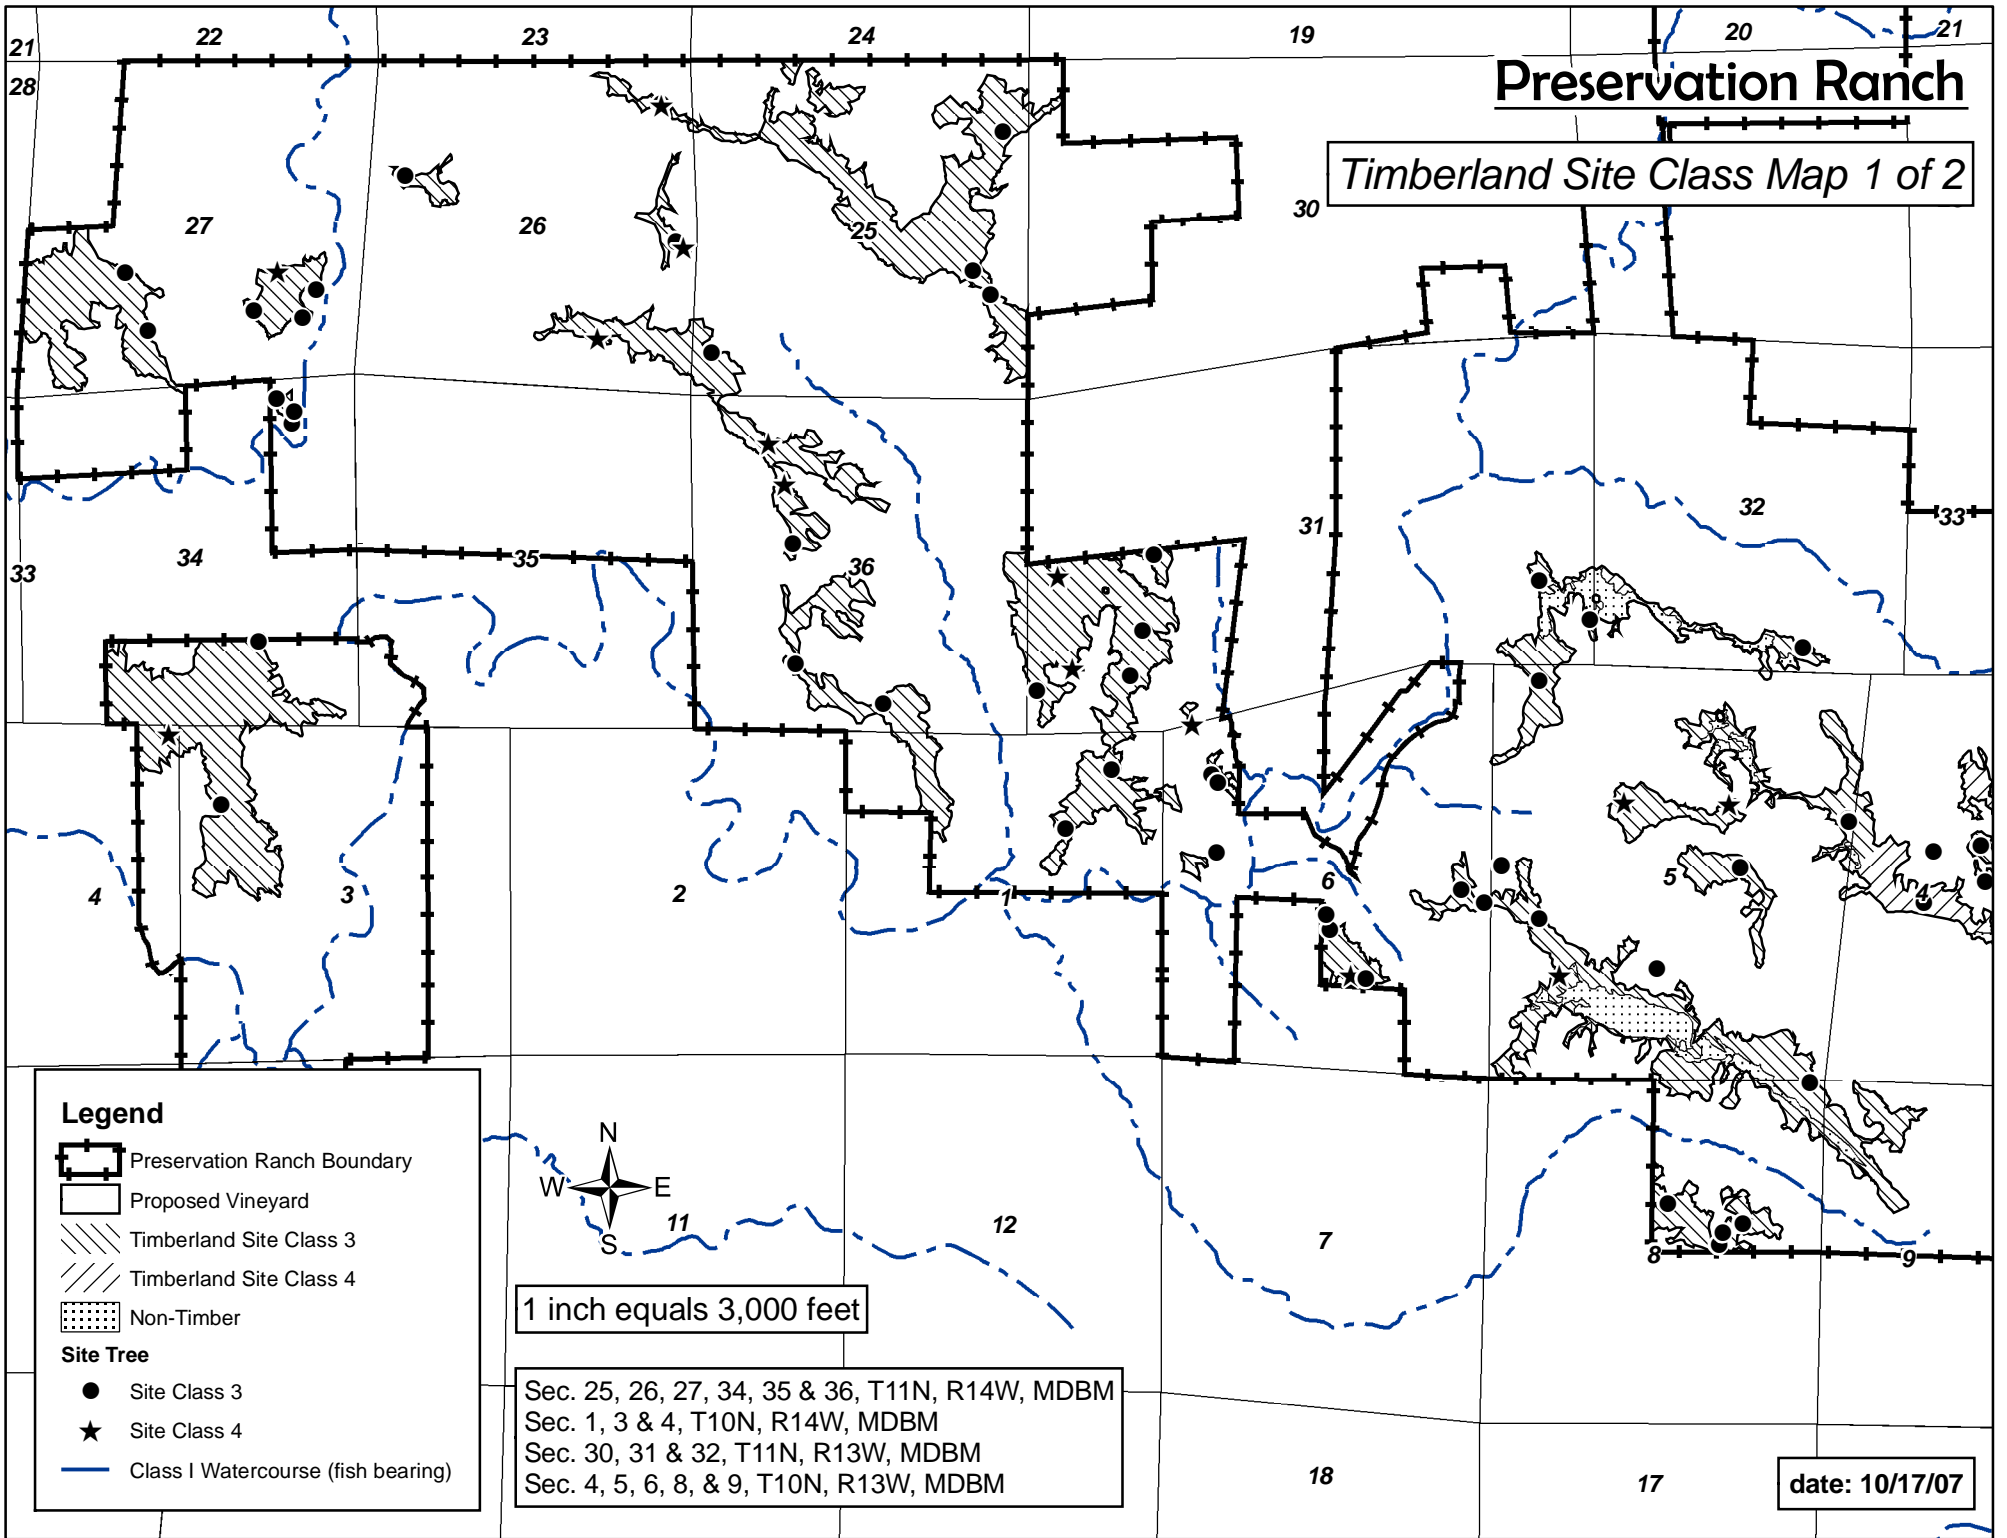 22
23
24
19
20
21
21
28
Preservation Ranch
Timberland Site Class Map 1 of 2
27
26
25
30
31
32
33
33
34
35
36
4
3
2
1
6
5
4
Legend
Preservation Ranch Boundary
Proposed Vineyard
Timberland Site Class 3
Timberland Site Class 4
Non-Timber
Site Tree
Site Class 3
Site Class 4
Class I Watercourse (fish bearing)
N
W E
S
11
12
7
8
9
1 inch equals 3,000 feet
Sec. 25, 26, 27, 34, 35 & 36, T11N, R14W, MDBM
Sec. 1, 3 & 4, T10N, R14W, MDBM
Sec. 30, 31 & 32, T11N, R13W, MDBM
Sec. 4, 5, 6, 8, & 9, T10N, R13W, MDBM
18
17
date: 10/17/07